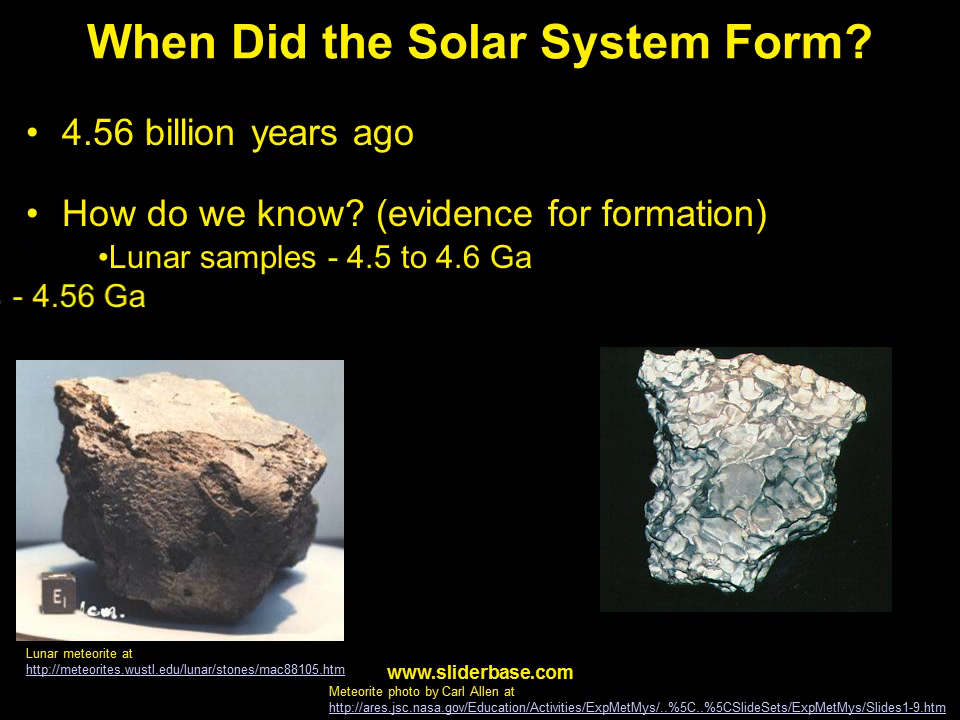 When Did the Solar System Form?
• 4.56 billion years ago
• How do we know? (evidence for formation)
•Lunar samples - 4.5 to 4.6 Ga
- 4.56 Ga
E1
1cm.
Lunar meteorite at
http://meteorites.wustl.edu/lunar/stones/mac88105.htm
www.sliderbase.com
Meteorite photo by Carl Allen at
http://ares.jsc.nasa.gov/Education/Activities/ExpMetMys/..%5C..%5CSlideSets/ExpMetMys/Slides1-9.htm